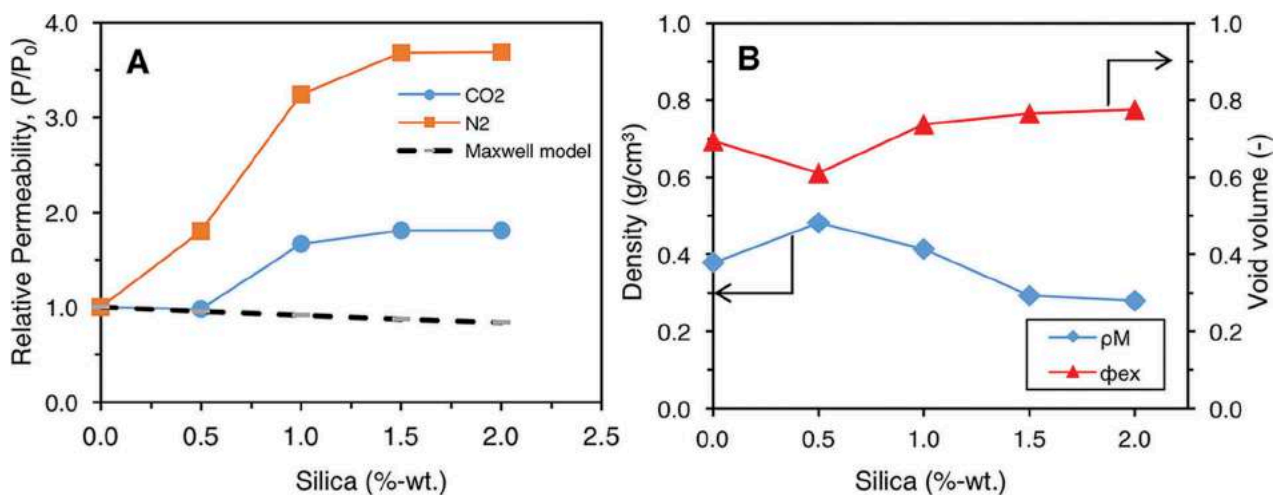 A
4.0
3.0
2.0
1.0
0.0
Relative Permeability, (P/P₀)
CO2
N2
Maxwell model
0.0 0.5 1.0 1.5 2.0 2.5
Silica (%-wt.)
B
1.0
0.8
0.6
0.4
0.2
0.0
Density (g/cm³)
ρM
фex
0.0 0.5 1.0 1.5 2.0
Silica (%-wt.)
1.0
0.8
0.6
0.4
0.2
0.0
Void volume (-)